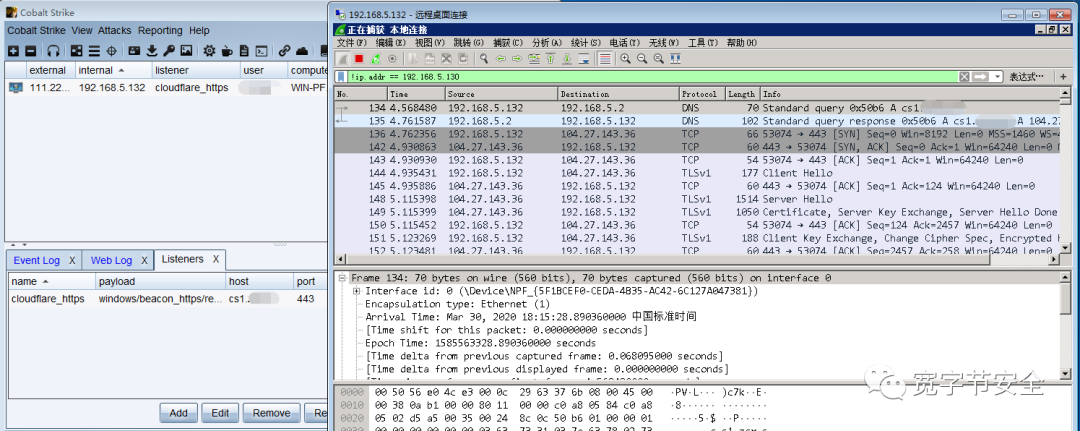 Cobalt Strike
Cobalt Strike View Attacks Reporting Help
external internal listener user compute
111.22... 192.168.5.132 cloudflare_https WIN-PF.
Event Log X Web Log X Listeners X
name payload host port
cloudflare_https windows/beacon_https/re... cs1. 443
Add Edit Remove Re
192.168.5.132 - 远程桌面连接
正在捕获 本地连接
文件(F) 编辑(E) 视图(V) 跳转(G) 捕获(C) 分析(A) 统计(S) 电话(T) 无线(W) 工具(T) 帮助(H)
!ip.addr == 192.168.5.130 表达式… +
No. Time Source Destination Protocol Length Info
134 4.568480 192.168.5.132 192.168.5.2 DNS 70 Standard query 0x50b6 A cs1.
135 4.761587 192.168.5.2 192.168.5.132 DNS 102 Standard query response 0x50b6 A cs1. A 104.27
136 4.762356 192.168.5.132 104.27.143.36 TCP 66 53074 → 443 [SYN] Seq=0 Win=8192 Len=0 MSS=1460 WS=4
142 4.930863 104.27.143.36 192.168.5.132 TCP 60 443 → 53074 [SYN, ACK] Seq=0 Ack=1 Win=64240 Len=0
143 4.930930 192.168.5.132 104.27.143.36 TCP 54 53074 → 443 [ACK] Seq=1 Ack=1 Win=64240 Len=0
144 4.935431 192.168.5.132 104.27.143.36 TLSv1 177 Client Hello
145 4.935886 104.27.143.36 192.168.5.132 TCP 60 443 → 53074 [ACK] Seq=1 Ack=124 Win=64240 Len=0
148 5.115398 104.27.143.36 192.168.5.132 TLSv1 1514 Server Hello
149 5.115399 104.27.143.36 192.168.5.132 TLSv1 1050 Certificate, Server Key Exchange, Server Hello Done
150 5.115452 192.168.5.132 104.27.143.36 TCP 54 53074 → 443 [ACK] Seq=124 Ack=2457 Win=64240 Len=0
151 5.123269 192.168.5.132 104.27.143.36 TLSv1 188 Client Key Exchange, Change Cipher Spec, Encrypted
152 5.123481 104.27.143.36 192.168.5.132 TCP 60 443 → 53074 [ACK] Seq=2457 Ack=258 Win=64240
Frame 134: 70 bytes on wire (560 bits), 70 bytes captured (560 bits) on interface 0
Interface id: 0 (\Device\NPF_{5F1BCEF0-CEDA-4B35-AC42-6C127A047381})
Encapsulation type: Ethernet (1)
Arrival Time: Mar 30, 2020 18:15:28.890360000 中国标准时间
[Time shift for this packet: 0.000000000 seconds]
Epoch Time: 1585563328.890360000 seconds
[Time delta from previous captured frame: 0.068095000 seconds]
[Time delta from previous displayed frame: 0.000000000 seconds]
0000 00 50 56 e0 4c e3 00 0c 29 63 37 6b 08 00 45 00 ·PV·L··· )c7k··E·
0010 00 38 0a b1 00 00 80 11 00 00 c0 a8 05 84 c0 a8 ·8······ ········
0020 05 02 d5 a5 00 35 00 24 8c 0c 50 b6 01 00 00 01 ·····5·$ ··P·····
宽字节安全